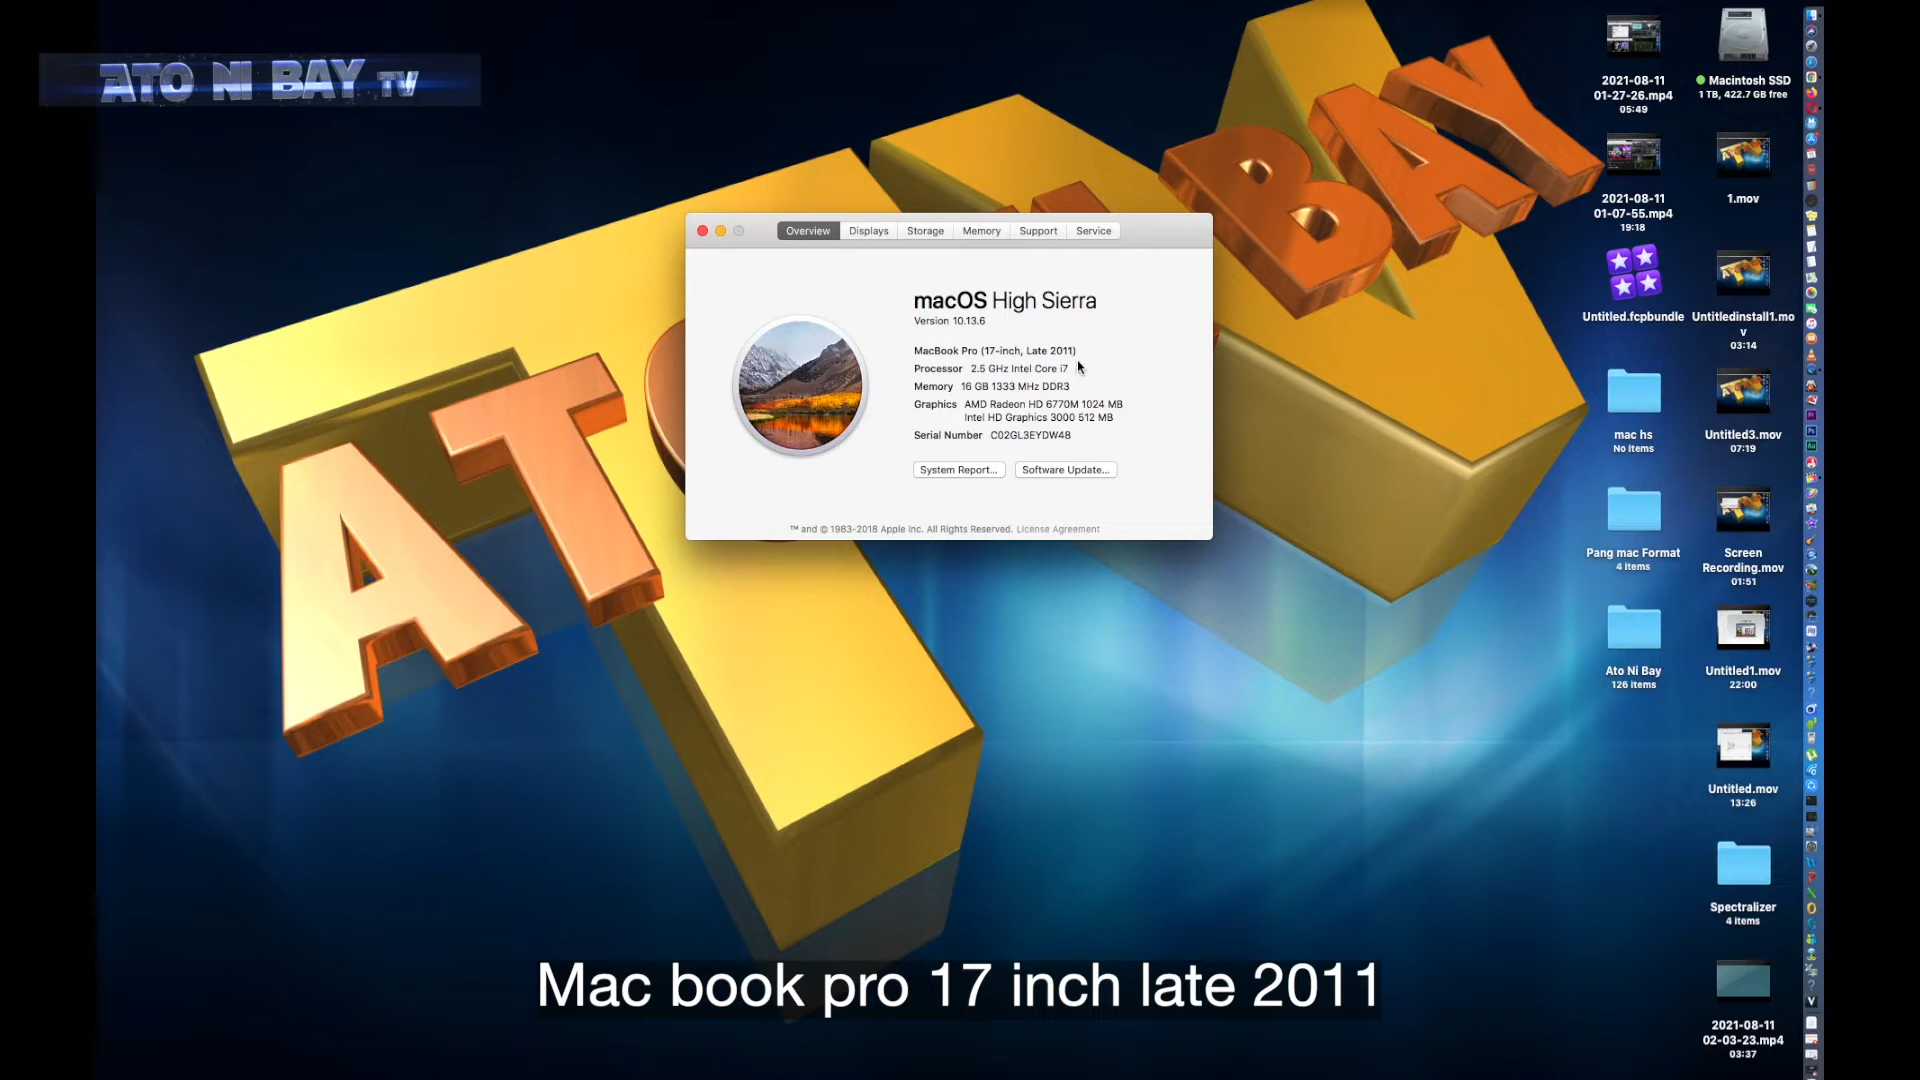 ATO NI BAY TV
ATO NI BAY
Overview
Displays
Storage
Memory
Support
Service
macOS High Sierra
Version 10.13.6
MacBook Pro (17-inch, Late 2011)
Processor 2.5 GHz Intel Core i7
Memory 16 GB 1333 MHz DDR3
Graphics AMD Radeon HD 6770M 1024 MB
Intel HD Graphics 3000 512 MB
Serial Number C02GL3EYDW48
System Report...
Software Update...
™ and © 1983-2018 Apple Inc. All Rights Reserved. License Agreement
2021-08-11
01-27-26.mp4
05:49
Macintosh SSD
1 TB, 422.7 GB free
2021-08-11
01-07-55.mp4
19:18
1.mov
Untitled.fcpbundle
Untitledinstall1.mo
v
03:14
mac hs
No items
Untitled3.mov
07:19
Pang mac Format
4 items
Screen
Recording.mov
01:51
Ato Ni Bay
126 items
Untitled1.mov
22:00
Untitled.mov
13:26
Spectralizer
4 items
2021-08-11
02-03-23.mp4
03:37
Mac book pro 17 inch late 2011